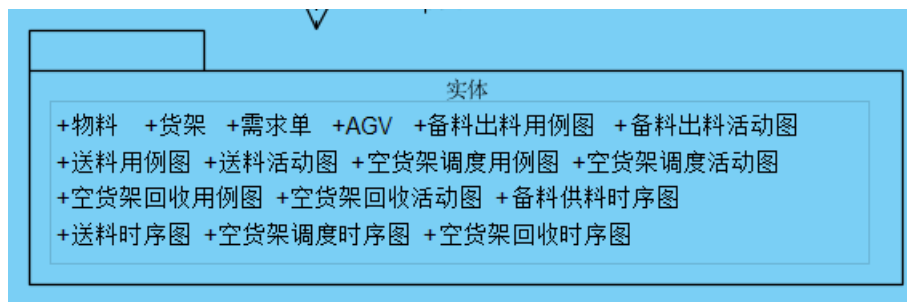 实体
+物料 +货架 +需求单 +AGV +备料出料用例图 +备料出料活动图
+送料用例图 +送料活动图 +空货架调度用例图 +空货架调度活动图
+空货架回收用例图 +空货架回收活动图 +备料供料时序图
+送料时序图 +空货架调度时序图 +空货架回收时序图